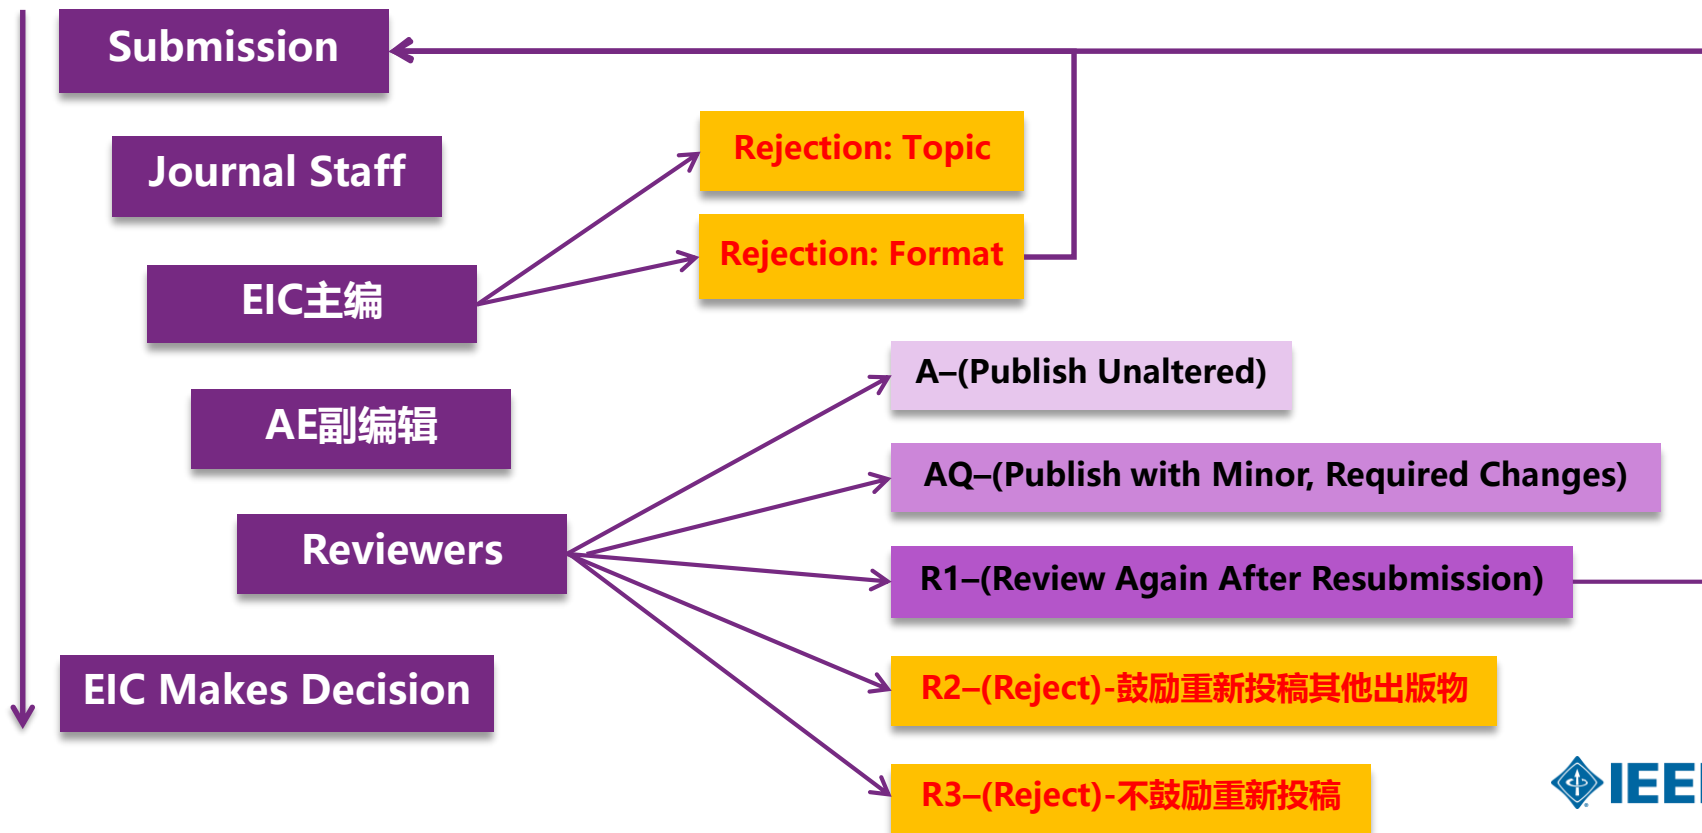 Submission
Journal Staff
Rejection: Topic
Rejection: Format
EIC主编
A–(Publish Unaltered)
AE副编辑
AQ–(Publish with Minor, Required Changes)
Reviewers
R1–(Review Again After Resubmission)
EIC Makes Decision
R2–(Reject)-鼓励重新投稿其他出版物
R3–(Reject)-不鼓励重新投稿
IEEE